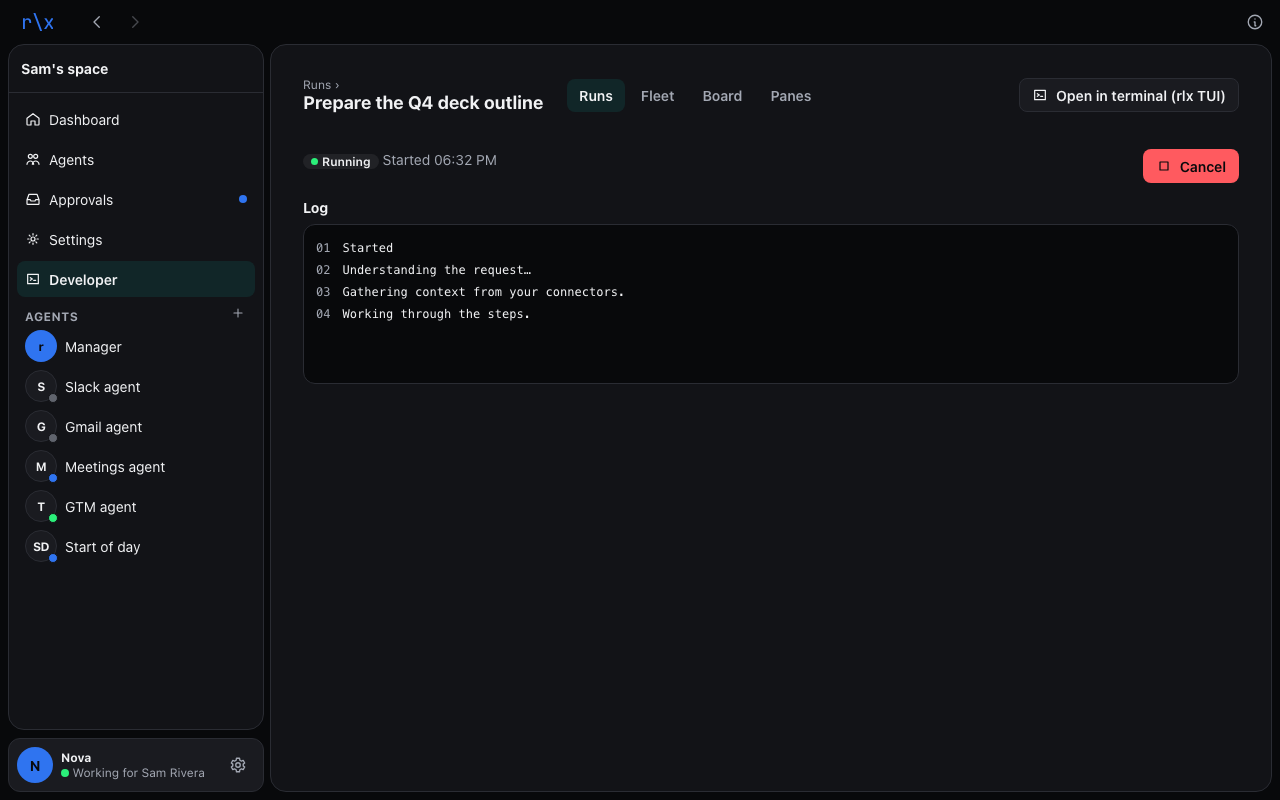 r\x
Sam's space
Dashboard
Agents
Approvals
Settings
Developer
AGENTS
r Manager
S Slack agent
G Gmail agent
M Meetings agent
T GTM agent
SD Start of day
N Nova
Working for Sam Rivera
Runs ›
Prepare the Q4 deck outline
Runs Fleet Board Panes
Open in terminal (rlx TUI)
Running Started 06:32 PM
Cancel
Log
01 Started
02 Understanding the request…
03 Gathering context from your connectors.
04 Working through the steps.